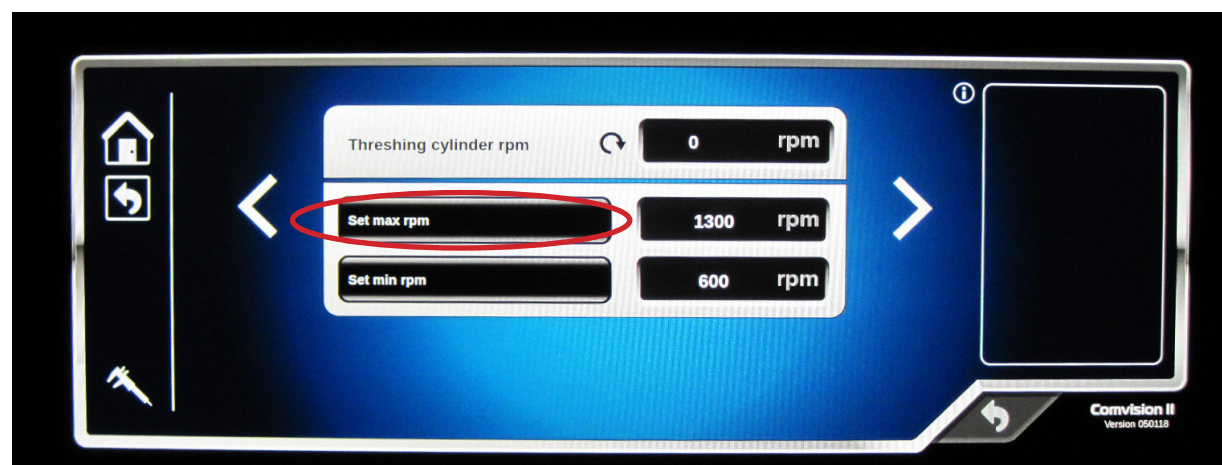 Threshing cylinder rpm 0 rpm
Set max rpm 1300 rpm
Set min rpm 600 rpm
Comvision II
Version 050118